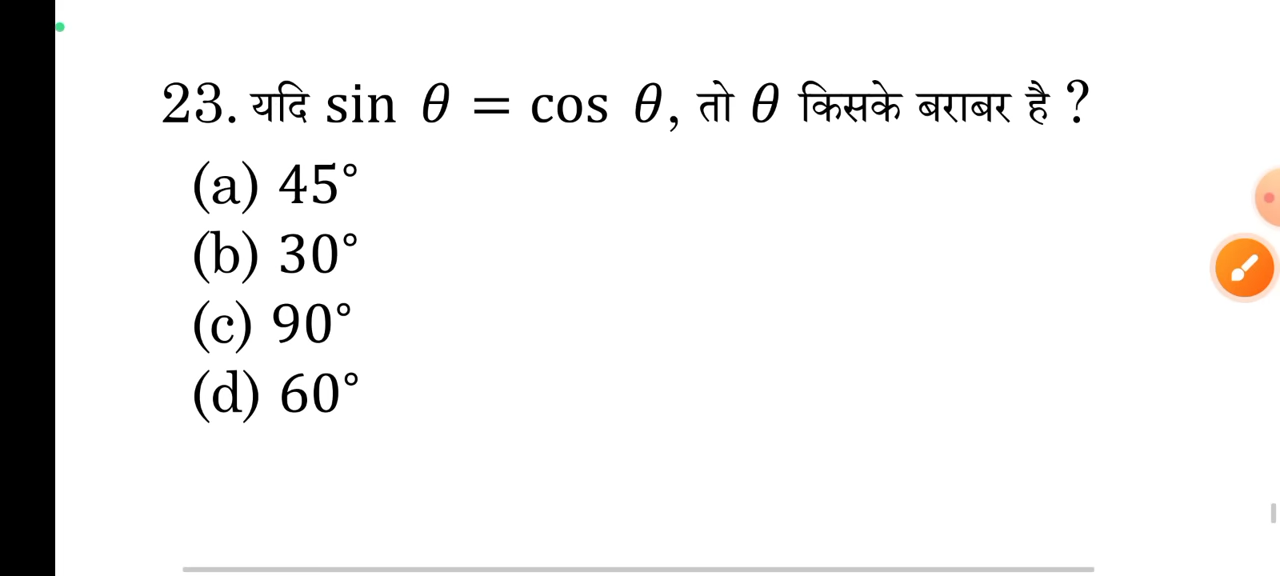 23. यदि sin θ = cos θ, तो θ किसके बराबर है ?
(a) 45°
(b) 30°
(c) 90°
(d) 60°